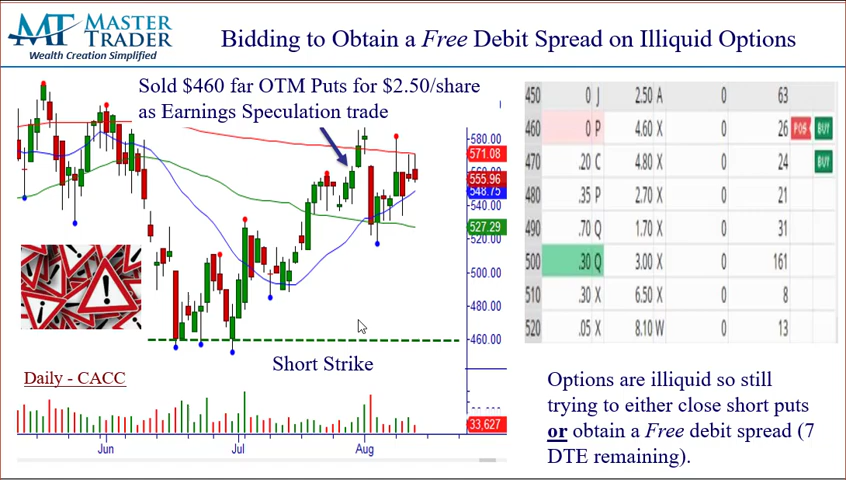 MT MASTER TRADER
Wealth Creation Simplified
Bidding to Obtain a Free Debit Spread on Illiquid Options
Sold $460 far OTM Puts for $2.50/share
as Earnings Speculation trade
580.00
571.08
555.96
548.75
540.00
527.29
520.00
500.00
480.00
460.00
Short Strike
Daily - CACC
33,627
Jun Jul Aug
450 0 J 2.50 A 0 63
460 0 P 4.60 X 0 26 POS BUY
470 .20 C 4.80 X 0 24 BUY
480 .35 P 2.70 X 0 21
490 .70 Q 1.70 X 0 31
500 .30 Q 3.00 X 0 161
510 .30 X 6.50 X 0 8
520 .05 X 8.10 W 0 13
Options are illiquid so still
trying to either close short puts
or obtain a Free debit spread (7
DTE remaining).